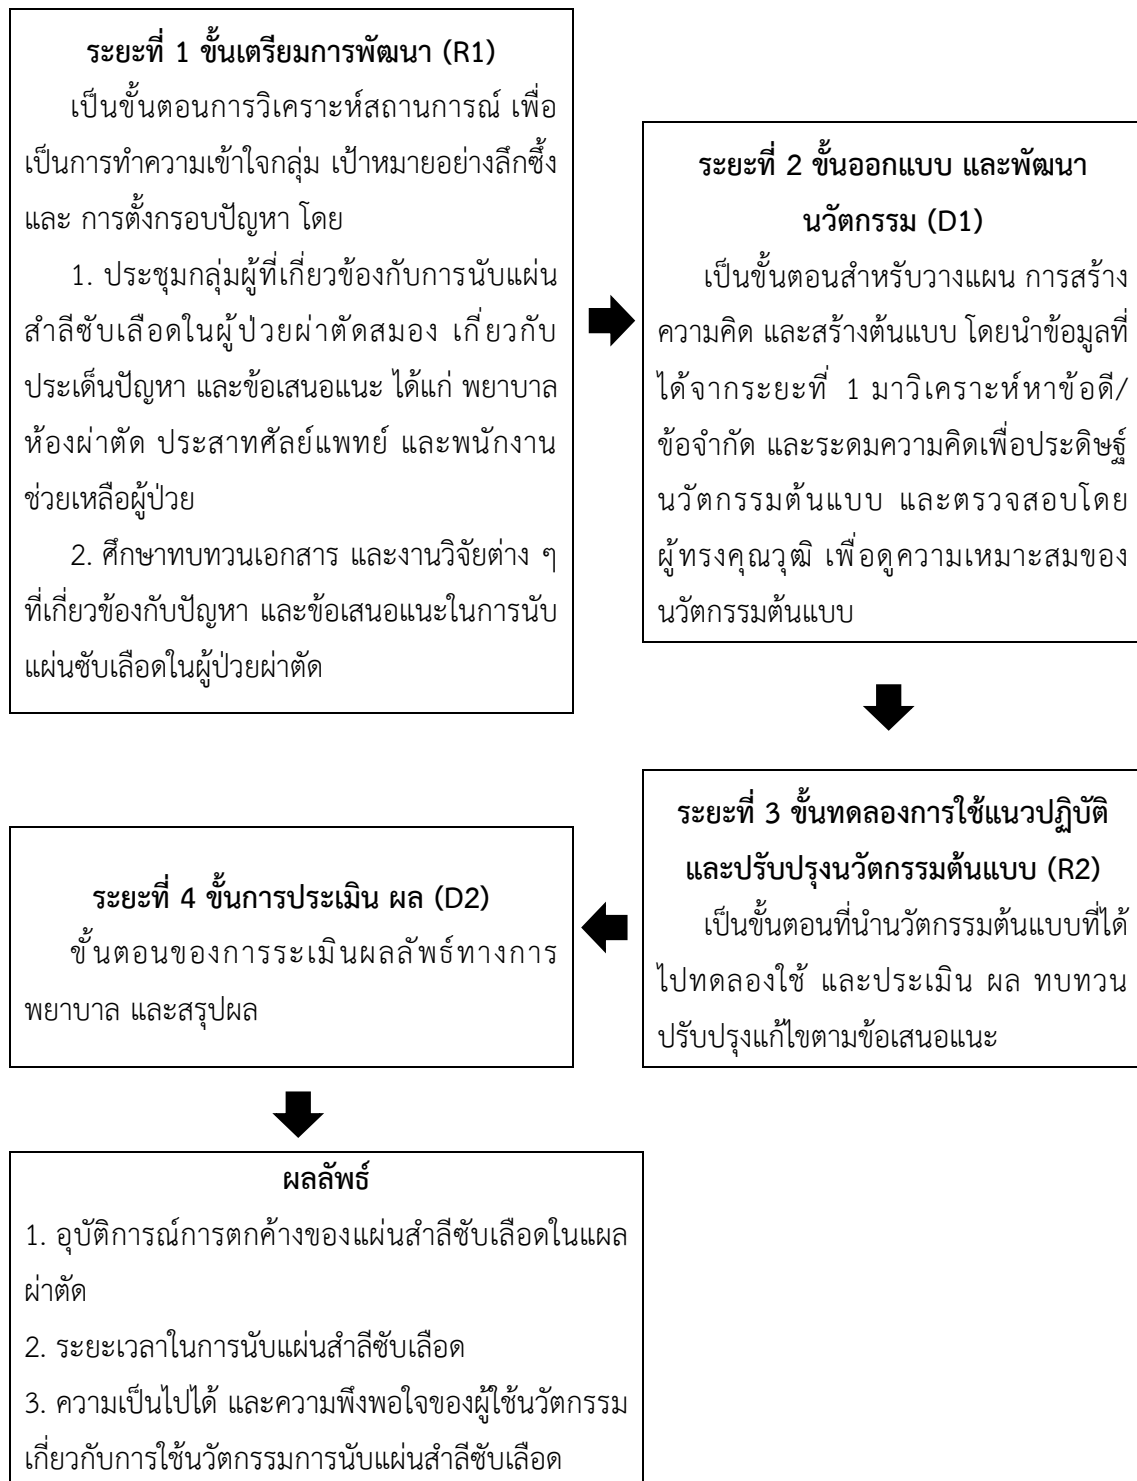 ระยะที่ 1 ขั้นเตรียมการพัฒนา (R1)
เป็นขั้นตอนการวิเคราะห์สถานการณ์ เพื่อ
เป็นการทำความเข้าใจกลุ่ม เป้าหมายอย่างลึกซึ้ง
และ การตั้งกรอบปัญหา โดย
1. ประชุมกลุ่มผู้ที่เกี่ยวข้องกับการนับแผ่น
สำลีซับเลือดในผู้ป่วยผ่าตัดสมอง เกี่ยวกับ
ประเด็นปัญหา และข้อเสนอแนะ ได้แก่ พยาบาล
ห้องผ่าตัด ประสาทศัลย์แพทย์ และพนักงาน
ช่วยเหลือผู้ป่วย
2. ศึกษาทบทวนเอกสาร และงานวิจัยต่าง ๆ
ที่เกี่ยวข้องกับปัญหา และข้อเสนอแนะในการนับ
แผ่นซับเลือดในผู้ป่วยผ่าตัด
ระยะที่ 2 ขั้นออกแบบ และพัฒนา
นวัตกรรม (D1)
เป็นขั้นตอนสำหรับวางแผน การสร้าง
ความคิด และสร้างต้นแบบ โดยนำข้อมูลที่
ได้จากระยะที่ 1 มาวิเคราะห์หาข้อดี/
ข้อจำกัด และระดมความคิดเพื่อประดิษฐ์
นวัตกรรมต้นแบบ และตรวจสอบโดย
ผู้ทรงคุณวุฒิ เพื่อดูความเหมาะสมของ
นวัตกรรมต้นแบบ
ระยะที่ 3 ขั้นทดลองการใช้แนวปฏิบัติ
และปรับปรุงนวัตกรรมต้นแบบ (R2)
เป็นขั้นตอนที่นำนวัตกรรมต้นแบบที่ได้
ไปทดลองใช้ และประเมิน ผล ทบทวน
ปรับปรุงแก้ไขตามข้อเสนอแนะ
ระยะที่ 4 ขั้นการประเมิน ผล (D2)
ขั้นตอนของการระเมินผลลัพธ์ทางการ
พยาบาล และสรุปผล
ผลลัพธ์
1. อุบัติการณ์การตกค้างของแผ่นสำลีซับเลือดในแผล
ผ่าตัด
2. ระยะเวลาในการนับแผ่นสำลีซับเลือด
3. ความเป็นไปได้ และความพึงพอใจของผู้ใช้นวัตกรรม
เกี่ยวกับการใช้นวัตกรรมการนับแผ่นสำลีซับเลือด